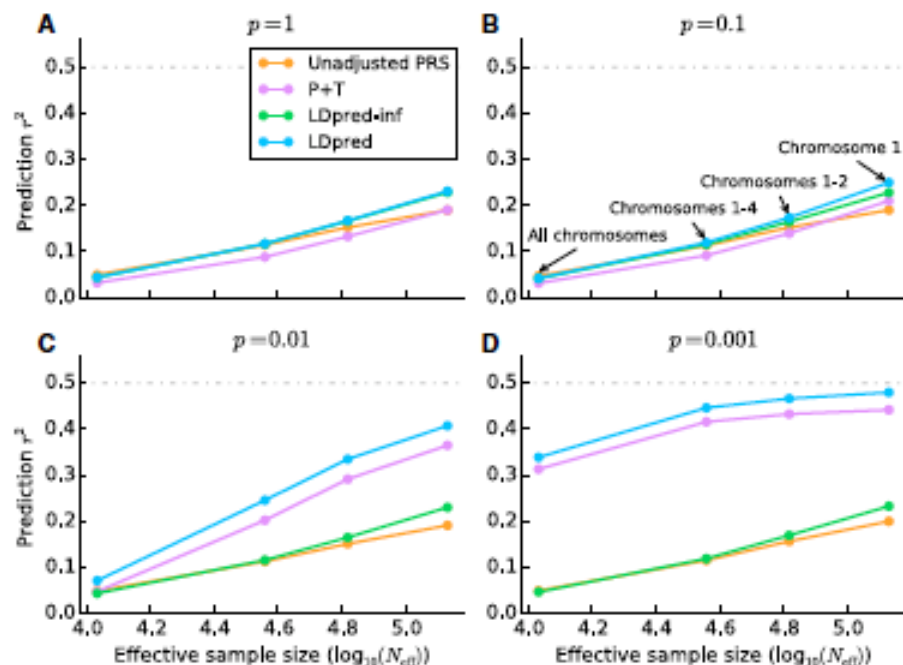 A
p = 1
Prediction r²
0.5
0.4
0.3
0.2
0.1
0.0
Unadjusted PRS
P+T
LDpred-inf
LDpred
B
p = 0.1
Chromosome 1
Chromosomes 1-2
Chromosomes 1-4
All chromosomes
C
p = 0.01
Prediction r²
0.5
0.4
0.3
0.2
0.1
0.0
4.0 4.2 4.4 4.6 4.8 5.0
Effective sample size (log₁₀(N_eff))
D
p = 0.001
4.0 4.2 4.4 4.6 4.8 5.0
Effective sample size (log₁₀(N_eff))